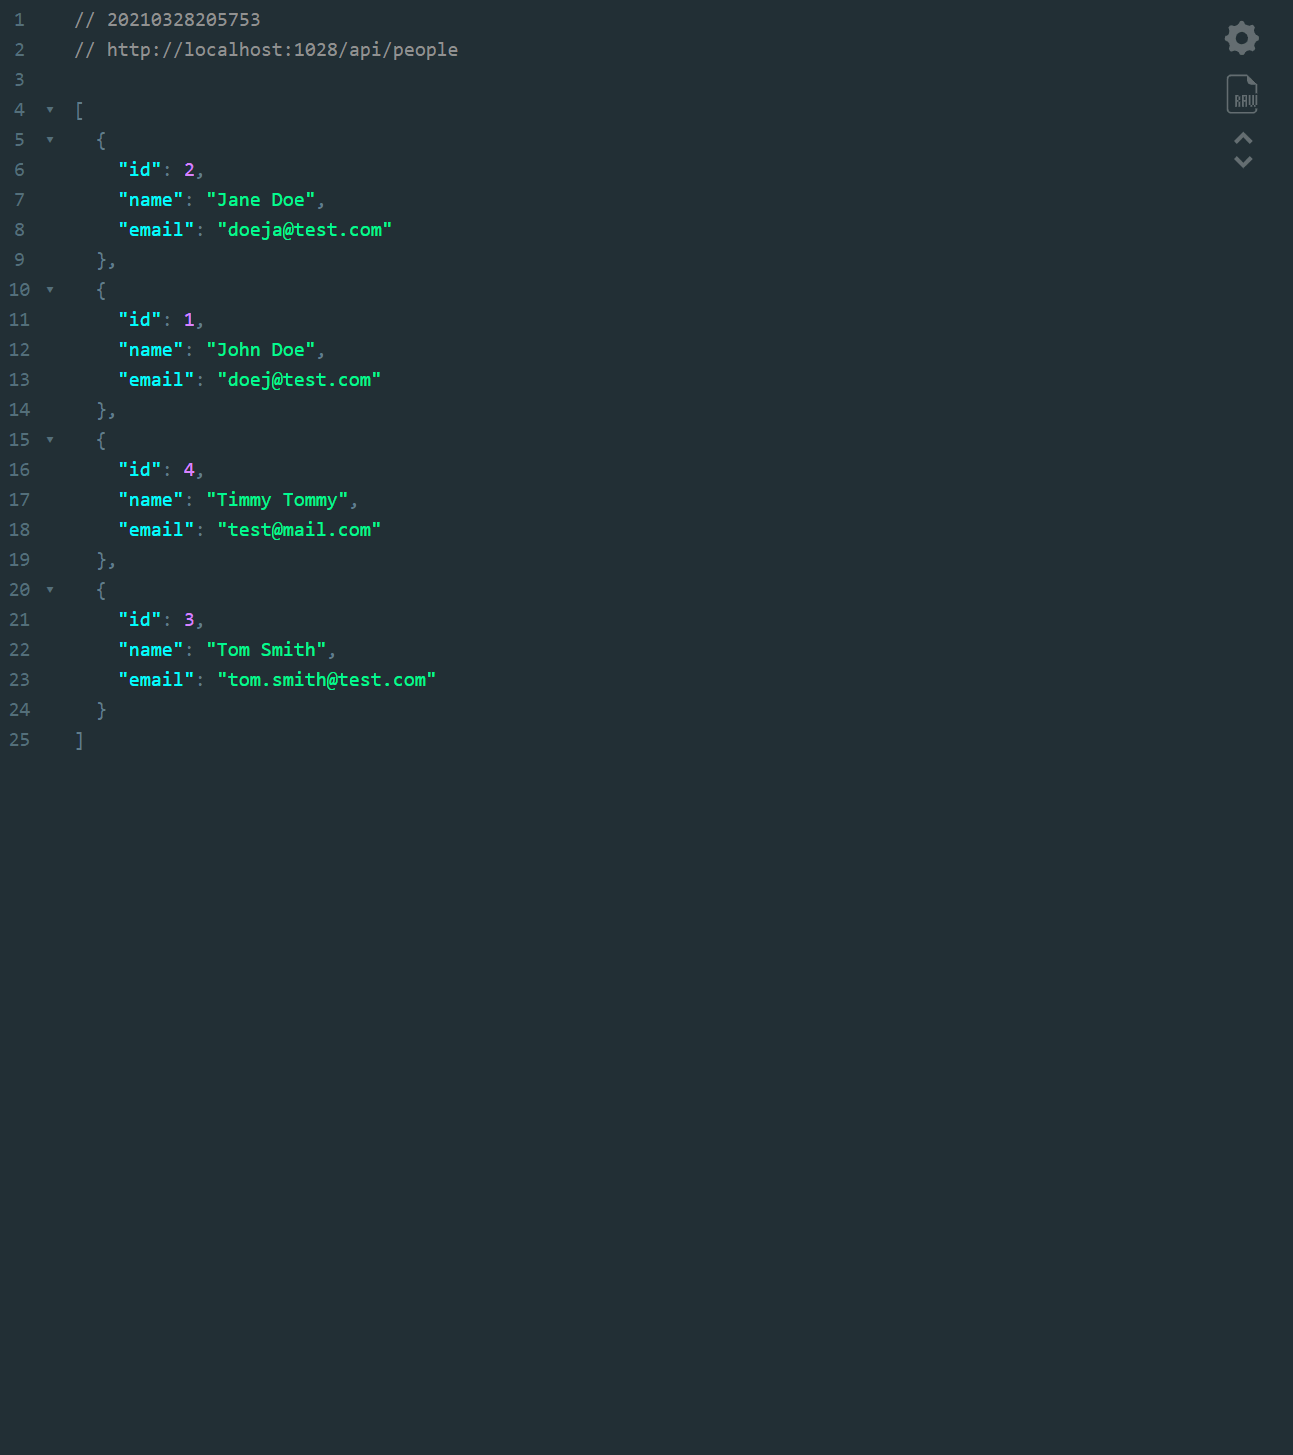 1 // 20210328205753
2 // http://localhost:1028/api/people
3
4 [
5 {
6 "id": 2,
7 "name": "Jane Doe",
8 "email": "doeja@test.com"
9 },
10 {
11 "id": 1,
12 "name": "John Doe",
13 "email": "doej@test.com"
14 },
15 {
16 "id": 4,
17 "name": "Timmy Tommy",
18 "email": "test@mail.com"
19 },
20 {
21 "id": 3,
22 "name": "Tom Smith",
23 "email": "tom.smith@test.com"
24 }
25 ]
RAW